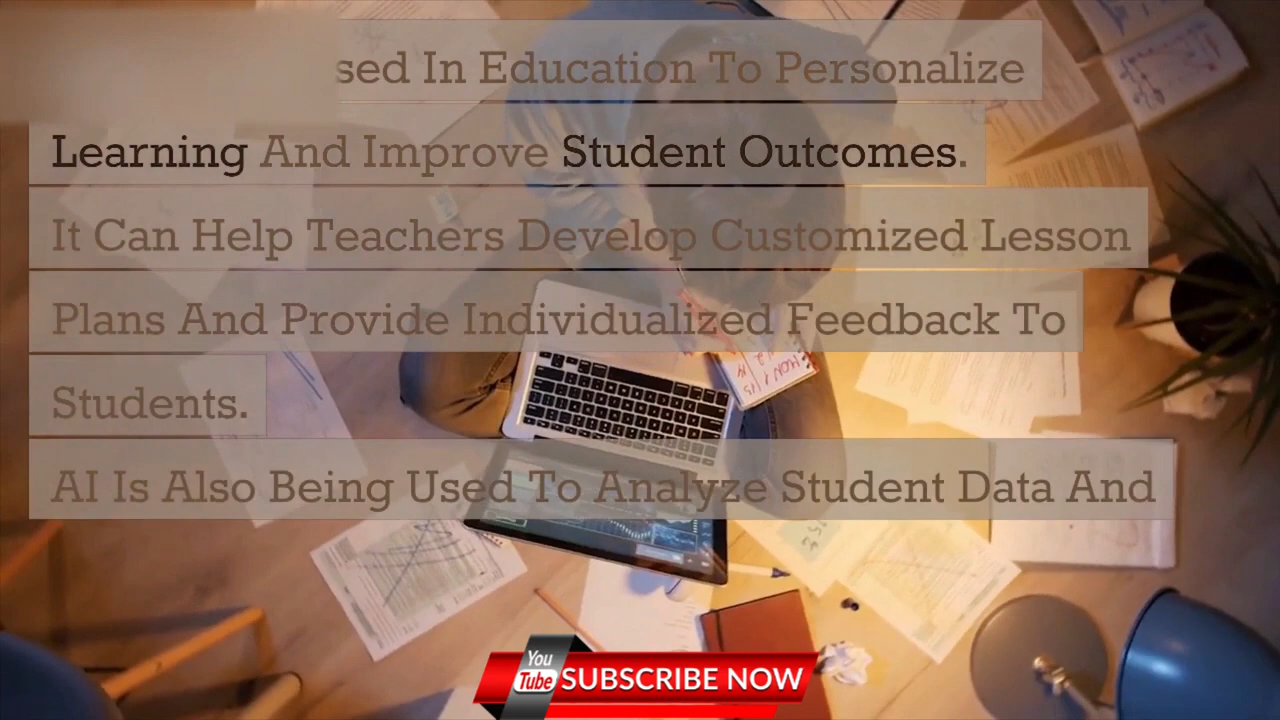 sed In Education To Personalize
Learning And Improve Student Outcomes.
It Can Help Teachers Develop Customized Lesson
Plans And Provide Individualized Feedback To
Students.
AI Is Also Being Used To Analyze Student Data And
You
Tube
SUBSCRIBE NOW